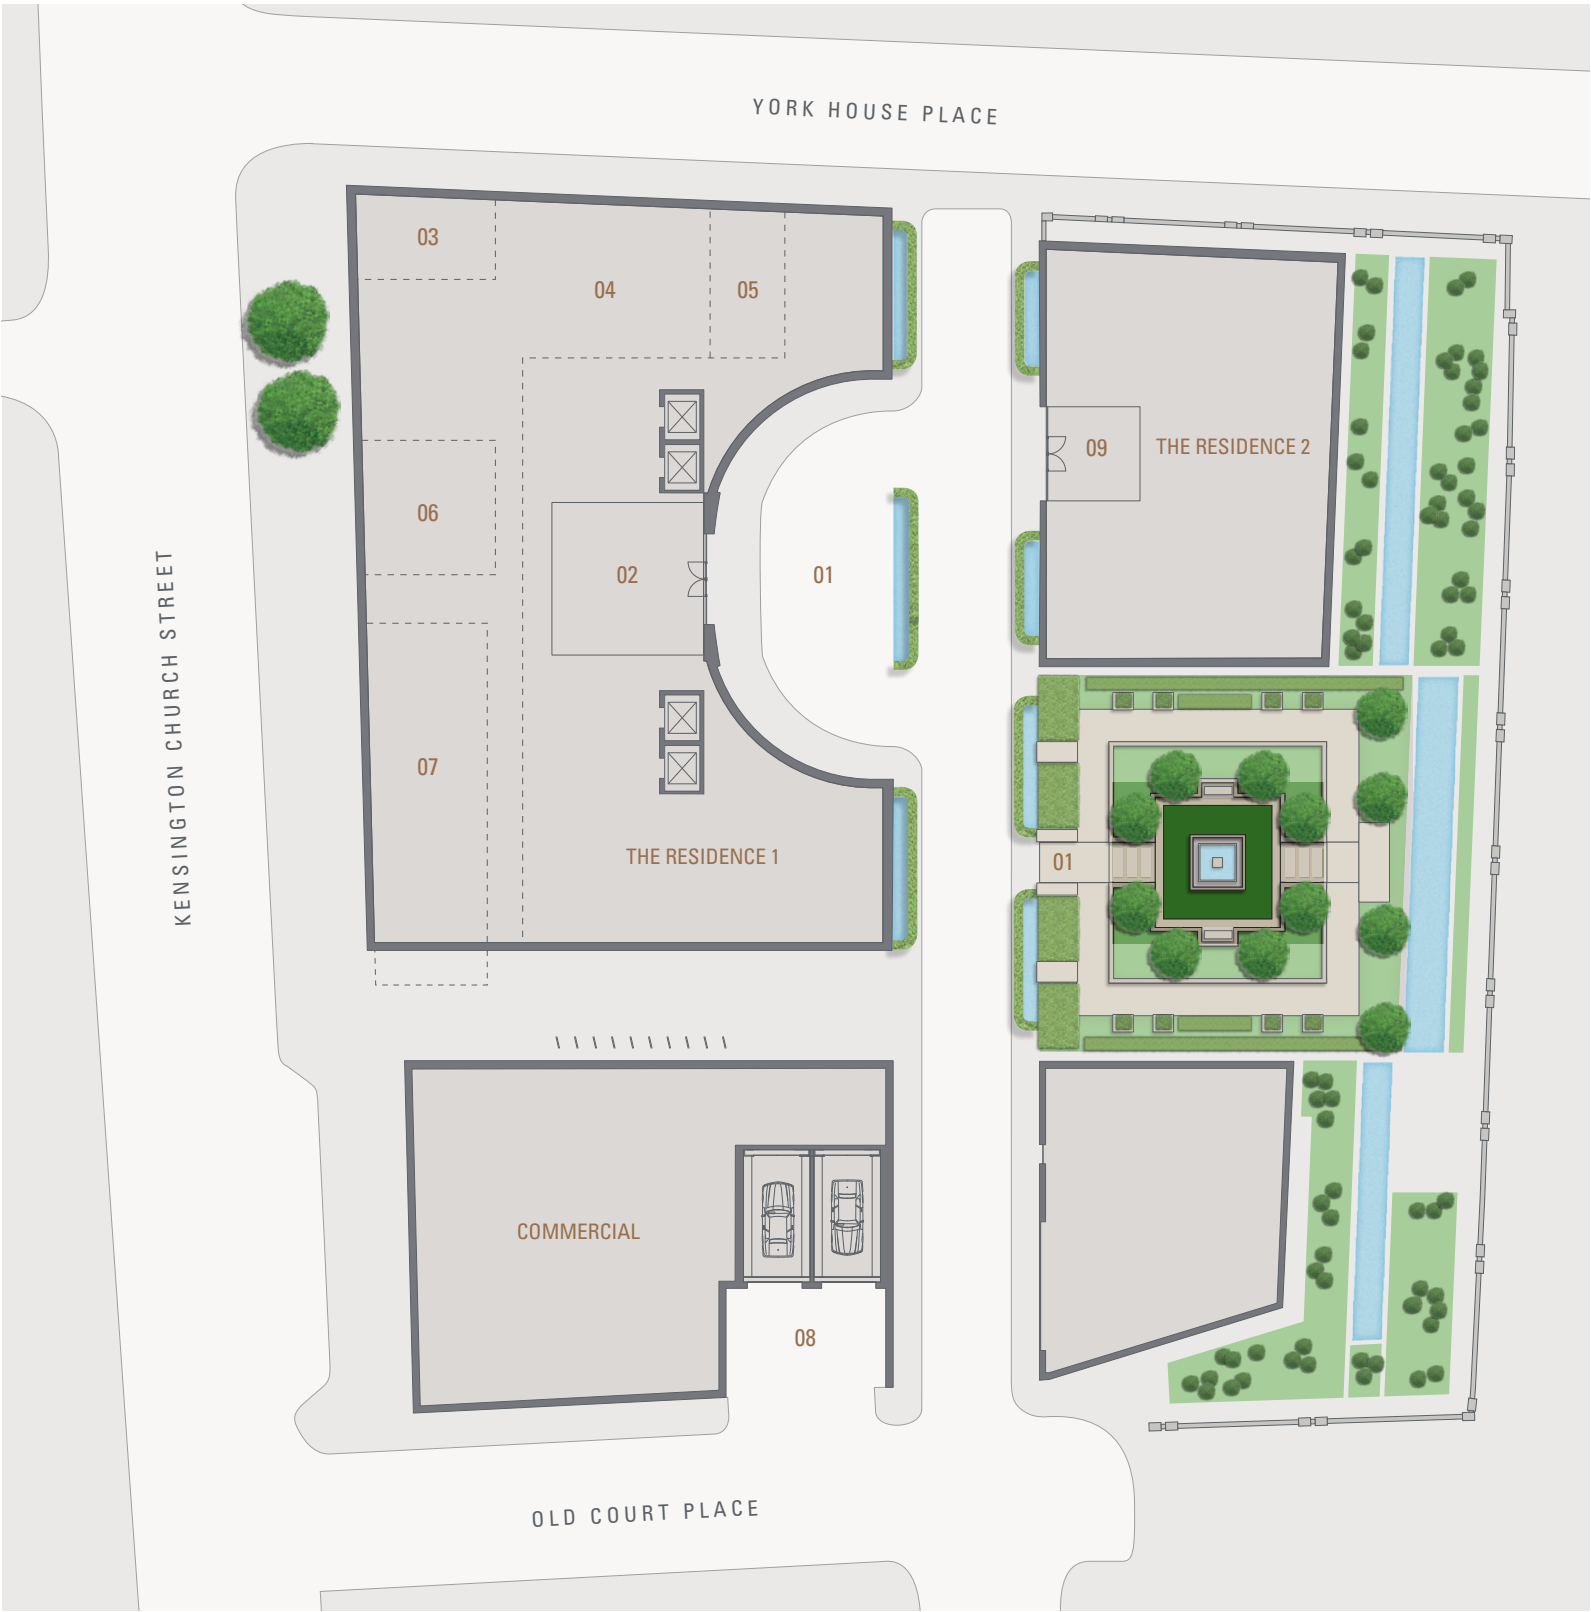 YORK HOUSE PLACE
03
04
05
09
THE RESIDENCE 2
06
02
01
KENSINGTON CHURCH STREET
07
THE RESIDENCE 1
01
COMMERCIAL
08
OLD COURT PLACE